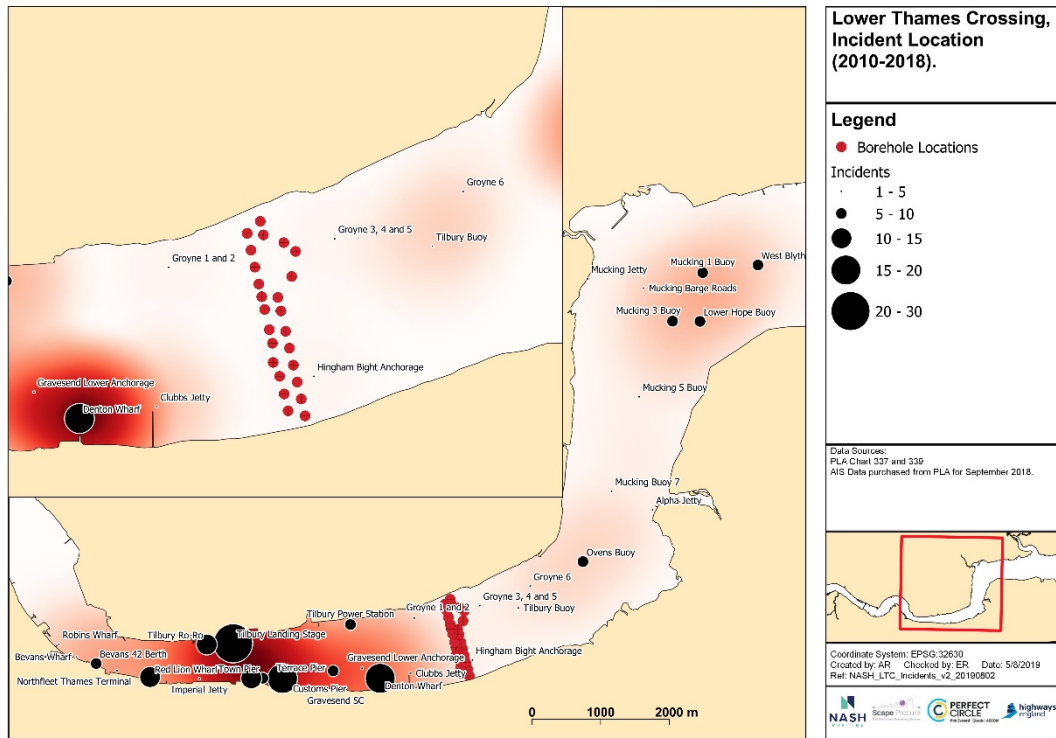 Groyne 6
Groyne 3, 4 and 5
Tilbury Buoy
Groyne 1 and 2
Hingham Bight Anchorage
Gravesend Lower Anchorage
Clubbs Jetty
Denton Wharf
West Blyth
Mucking 1 Buoy
Mucking Jetty
Mucking Barge Roads
Mucking 3 Buoy
Lower Hope Buoy
Mucking 5 Buoy
Mucking Buoy 7
Alpha Jetty
Ovens Buoy
Groyne 6
Groyne 3, 4 and 5
Tilbury Buoy
Groyne 1 and 2
Tilbury Power Station
Robins Wharf
Tilbury Ro-Ro
Tilbury Landing Stage
Bevans Wharf
Bevans 42 Berth
Hingham Bight Anchorage
Red Lion Wharf
Town Pier
Terrace Pier
Gravesend Lower Anchorage
Clubbs Jetty
Northfleet Thames Terminal
Imperial Jetty
Customs Pier
Denton Wharf
Gravesend SC
0 1000 2000 m
Lower Thames Crossing,
Incident Location
(2010-2018).
Legend
Borehole Locations
Incidents
1 - 5
5 - 10
10 - 15
15 - 20
20 - 30
Data Sources:
PLA Chart 337 and 339
AIS Data purchased from PLA for September 2018.
Coordinate System: EPSG:32630
Created by: AR Checked by: ER Date: 5/8/2019
Ref: NASH_LTC_Incidents_v2_20190802
NASH
MARITIME
Scape Procure
PERFECT
CIRCLE
highways
england